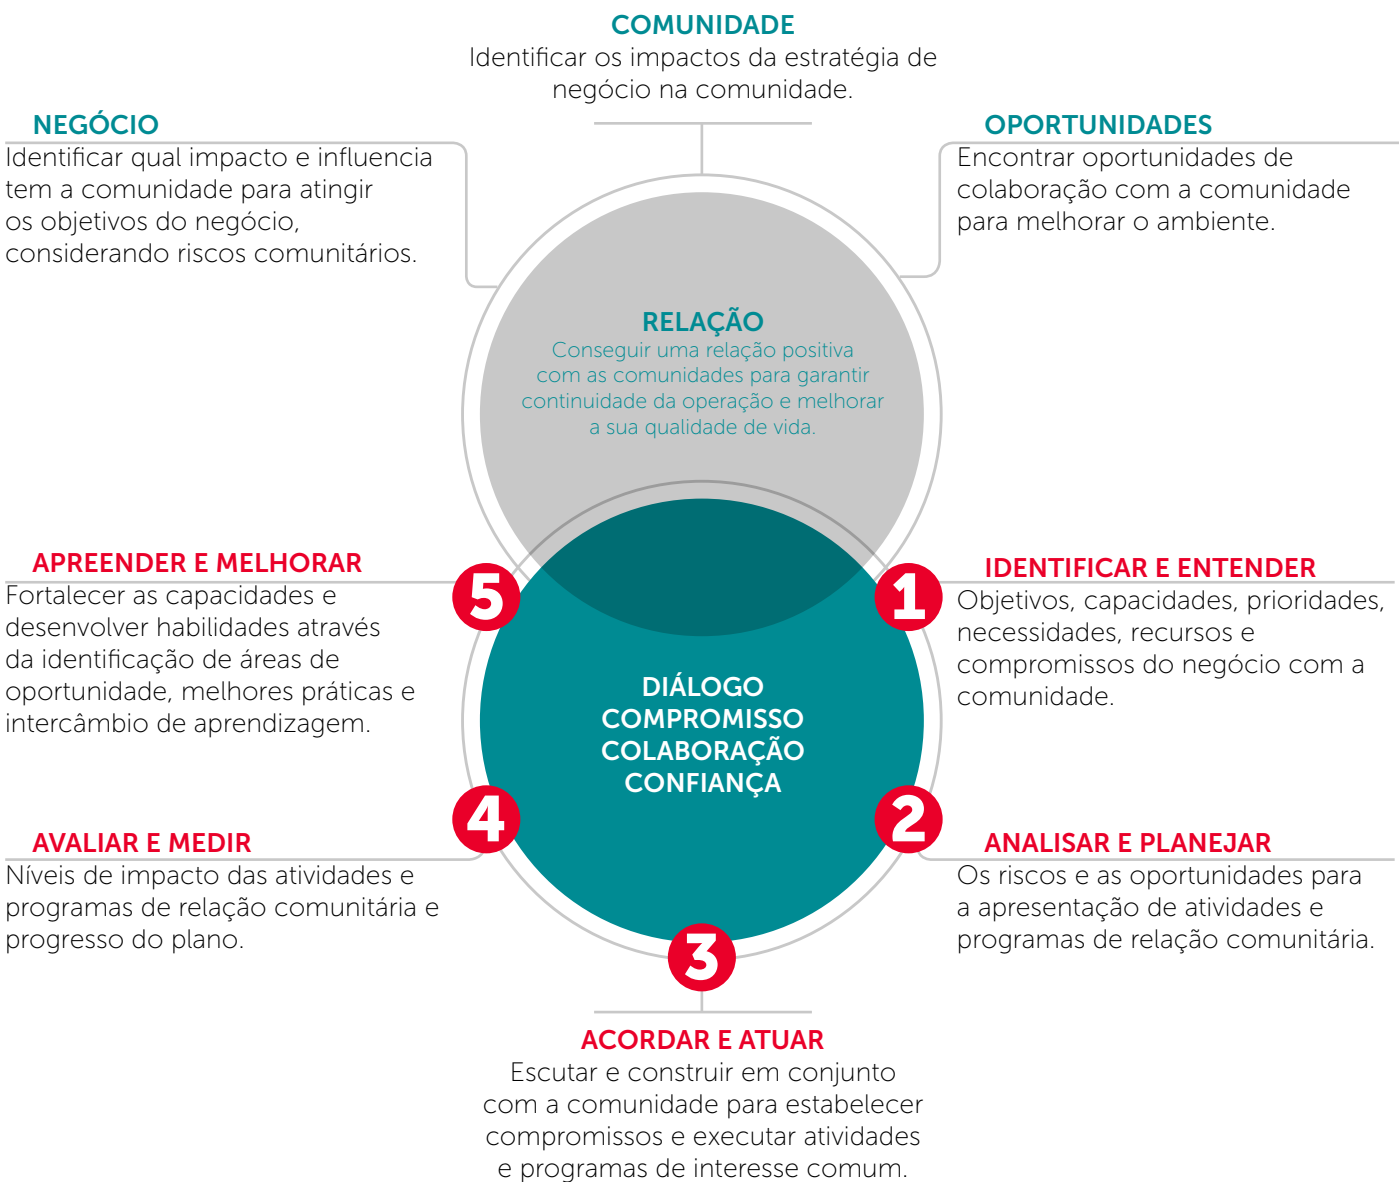 COMUNIDADE
Identificar os impactos da estratégia de
negócio na comunidade.
NEGÓCIO
Identificar qual impacto e influencia
tem a comunidade para atingir
os objetivos do negócio,
considerando riscos comunitários.
OPORTUNIDADES
Encontrar oportunidades de
colaboração com a comunidade
para melhorar o ambiente.
RELAÇÃO
Conseguir uma relação positiva
com as comunidades para garantir
continuidade da operação e melhorar
a sua qualidade de vida.
DIÁLOGO
COMPROMISSO
COLABORAÇÃO
CONFIANÇA
1
IDENTIFICAR E ENTENDER
Objetivos, capacidades, prioridades,
necessidades, recursos e
compromissos do negócio com a
comunidade.
2
ANALISAR E PLANEJAR
Os riscos e as oportunidades para
a apresentação de atividades e
programas de relação comunitária.
3
ACORDAR E ATUAR
Escutar e construir em conjunto
com a comunidade para estabelecer
compromissos e executar atividades
e programas de interesse comum.
4
AVALIAR E MEDIR
Níveis de impacto das atividades e
programas de relação comunitária e
progresso do plano.
5
APREENDER E MELHORAR
Fortalecer as capacidades e
desenvolver habilidades através
da identificação de áreas de
oportunidade, melhores práticas e
intercâmbio de aprendizagem.